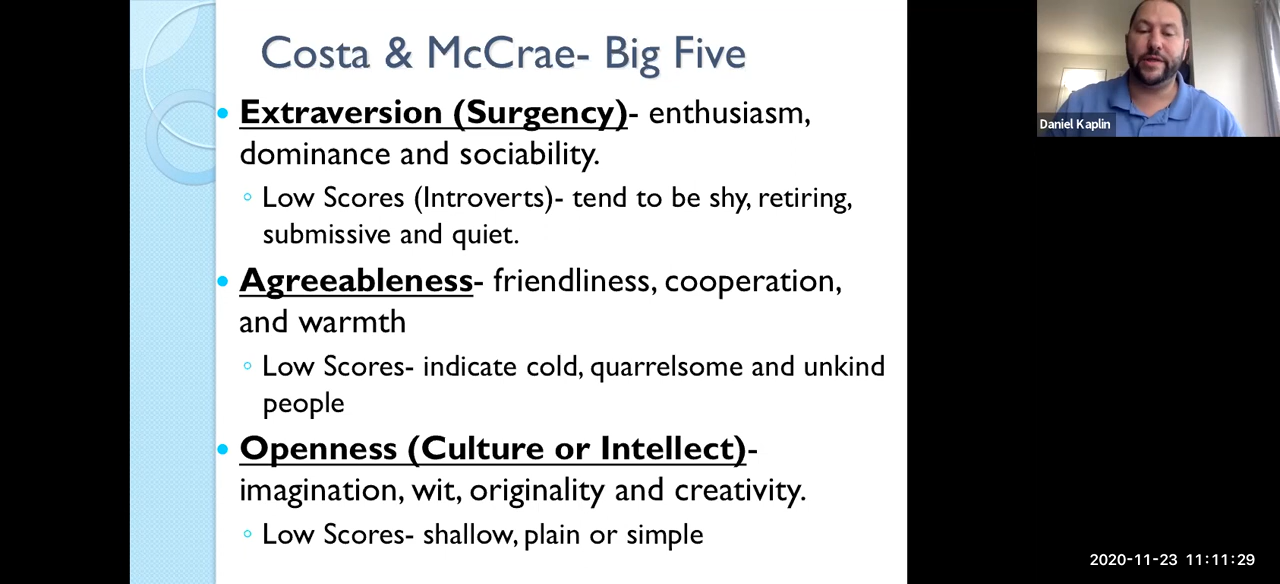 Costa & McCrae- Big Five
Extraversion (Surgency)- enthusiasm,
dominance and sociability.
Low Scores (Introverts)- tend to be shy, retiring,
submissive and quiet.
Agreeableness- friendliness, cooperation,
and warmth
Low Scores- indicate cold, quarrelsome and unkind
people
Openness (Culture or Intellect)-
imagination, wit, originality and creativity.
Low Scores- shallow, plain or simple
Daniel Kaplin
2020-11-23 11:11:29